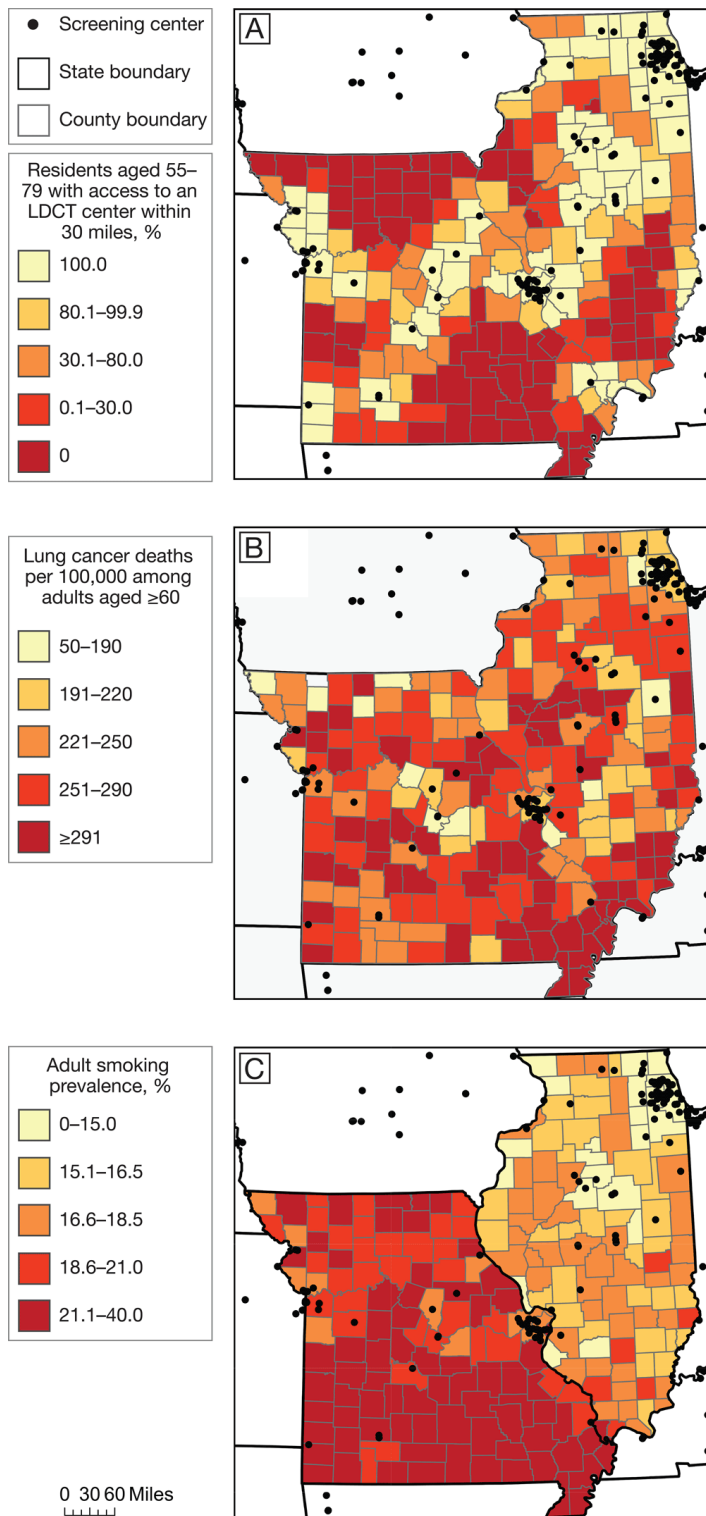 Screening center
State boundary
County boundary
Residents aged 55–
79 with access to an
LDCT center within
30 miles, %
100.0
80.1–99.9
30.1–80.0
0.1–30.0
0
A
Lung cancer deaths
per 100,000 among
adults aged ≥60
50–190
191–220
221–250
251–290
≥291
B
Adult smoking
prevalence, %
0–15.0
15.1–16.5
16.6–18.5
18.6–21.0
21.1–40.0
C
0 30 60 Miles